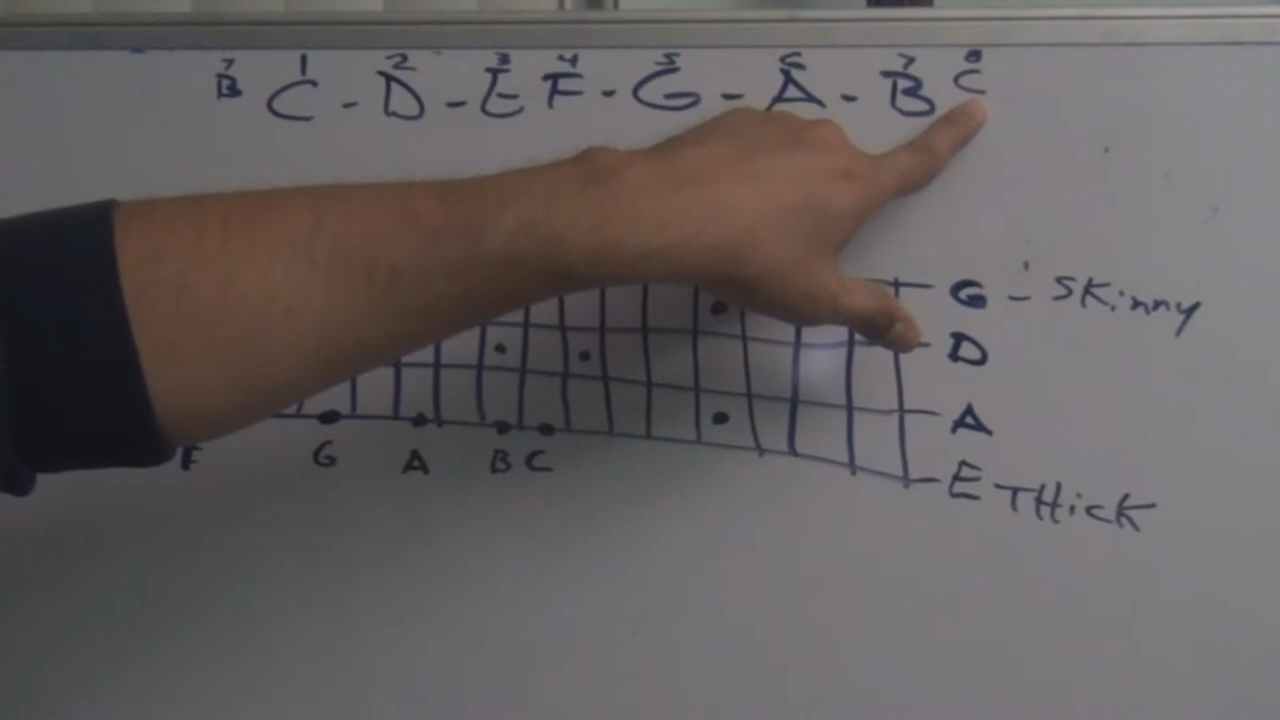 7 1 2 3 4 5 6 7 8
B C - D - E F - G - A - B C
G - Skinny
D
A
E THicK
F G A B C